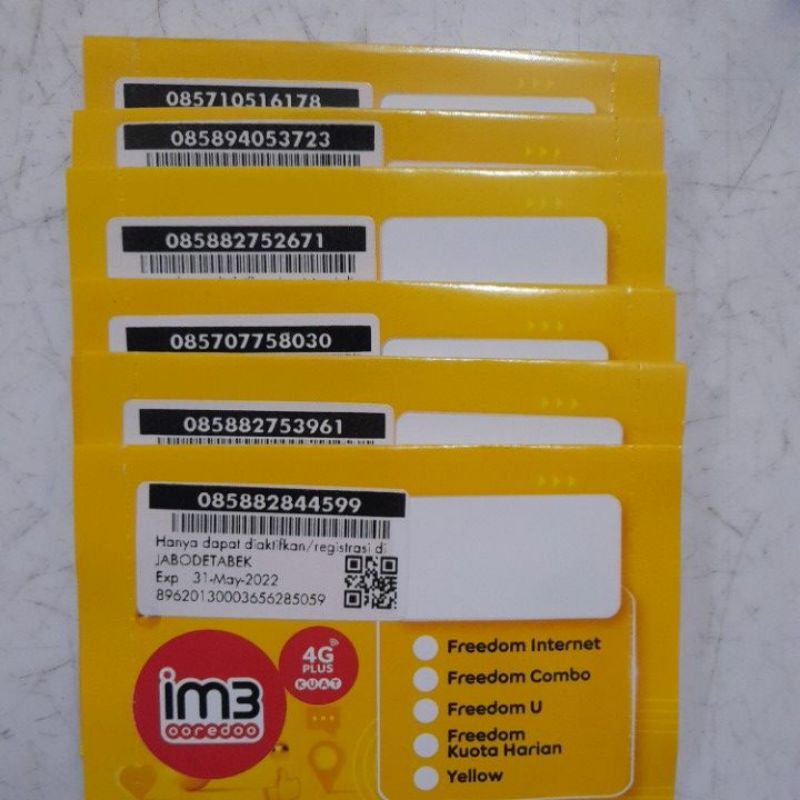 085710516178
085894053723
085882752671
085707758030
085882753961
085882844599
Hanya dapat diaktifkan/registrasi di
JABODETABEK
Exp 31-May-2022
89620130003656285059
im3
ooredoo
4G
PLUS
KUAT
Freedom Internet
Freedom Combo
Freedom U
Freedom
Kuota Harian
Yellow